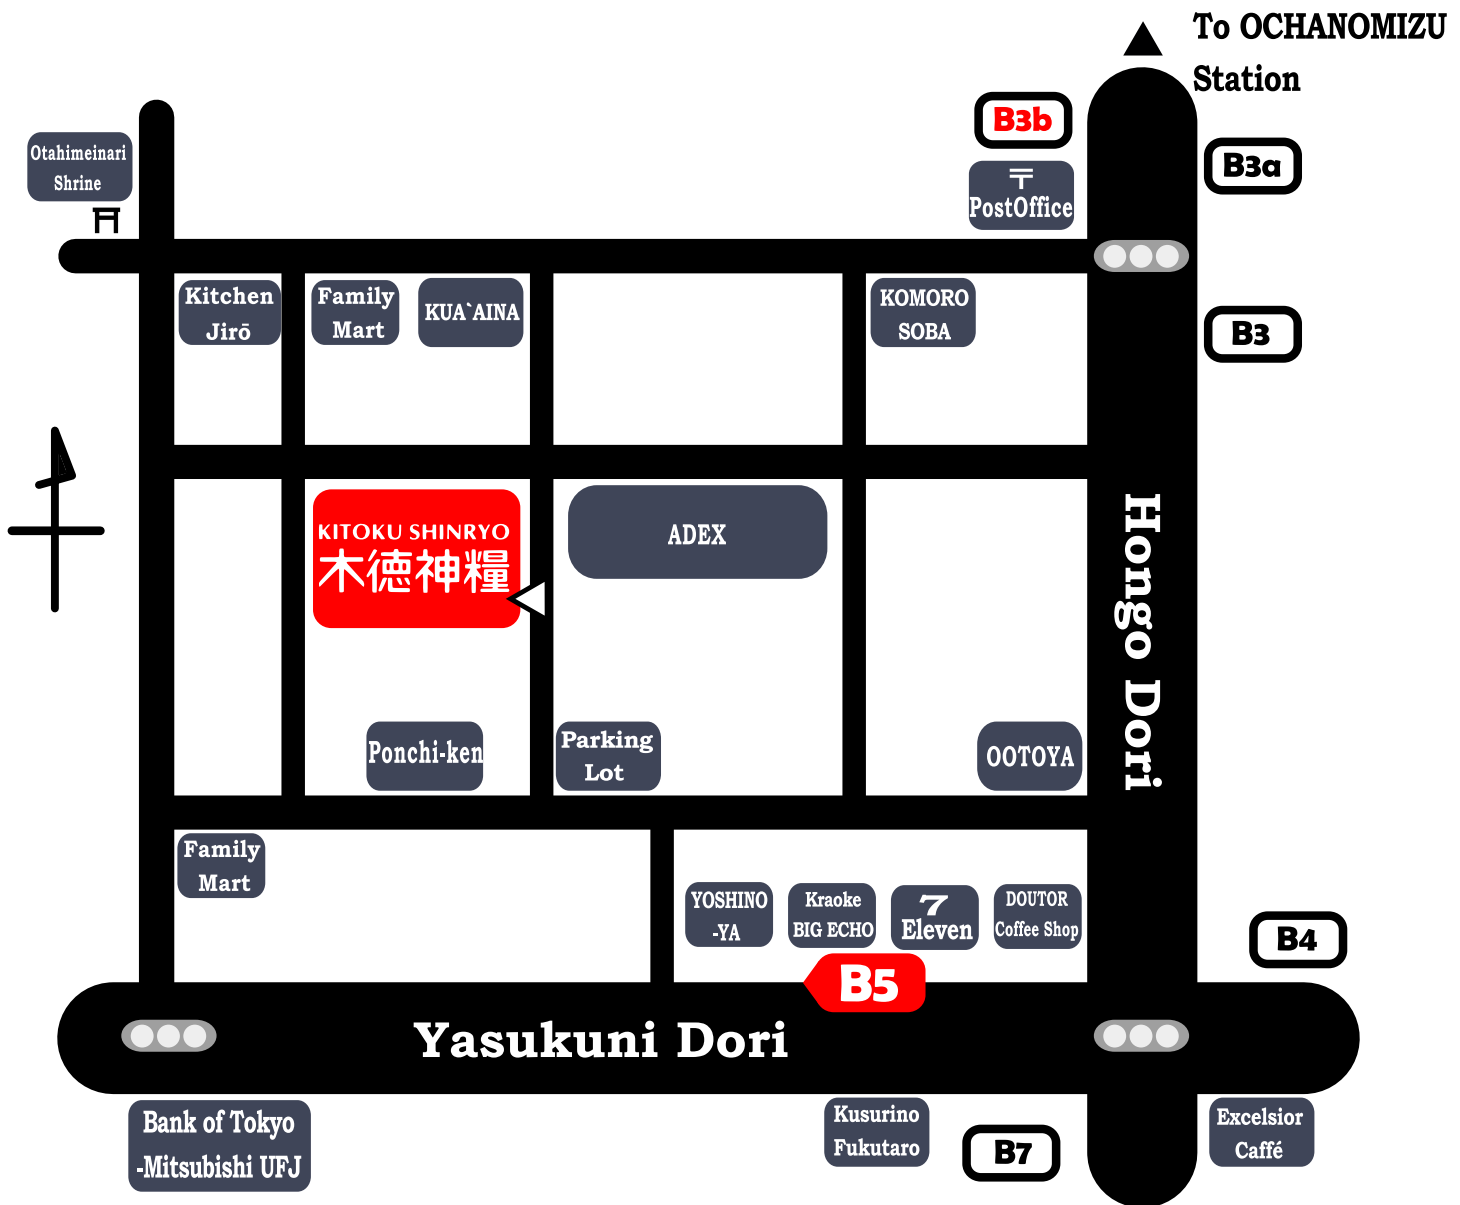 To OCHANOMIZU
Station
B3b
B3a
Otahimeinari
Shrine
〒
PostOffice
Kitchen
Jirō
Family
Mart
KUA`AINA
KOMORO
SOBA
B3
KITOKU SHINRYO
木徳神糧
ADEX
Hongo Dori
Ponchi-ken
Parking
Lot
OOTOYA
Family
Mart
YOSHINO
-YA
Kraoke
BIG ECHO
7
Eleven
DOUTOR
Coffee Shop
B4
B5
Yasukuni Dori
Bank of Tokyo
-Mitsubishi UFJ
Kusurino
Fukutaro
B7
Excelsior
Caffé